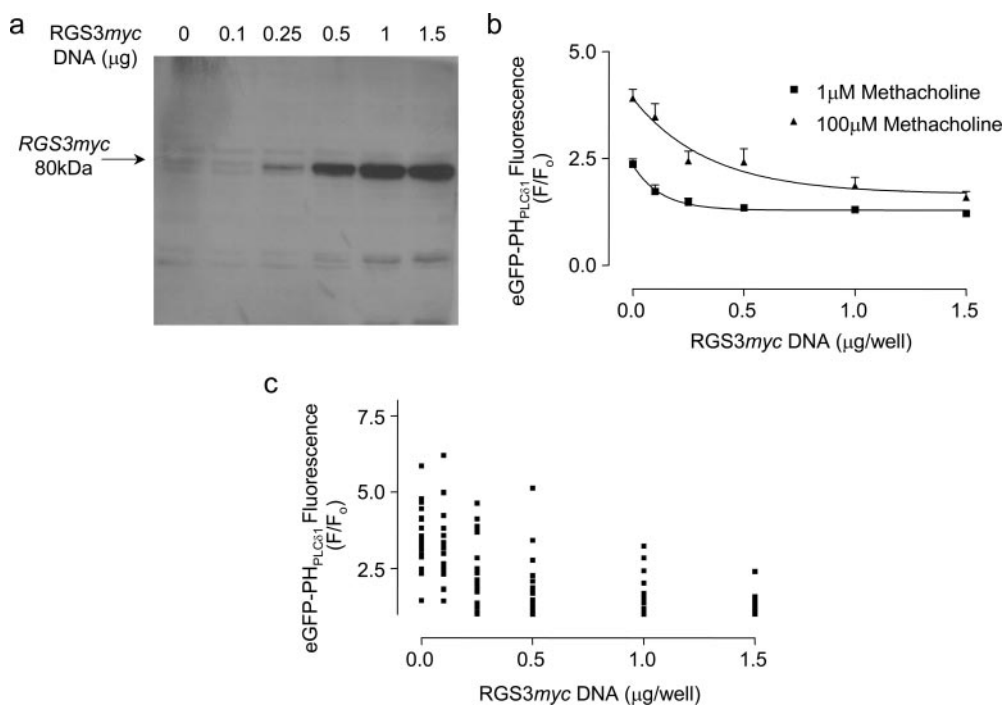 a
RGS3myc DNA (μg)
0 0.1 0.25 0.5 1 1.5
RGS3myc
80kDa
b
eGFP-PHPLCδ1 Fluorescence
(F/Fo)
5.0
2.5
0.0
1μM Methacholine
100μM Methacholine
0.0 0.5 1.0 1.5
RGS3myc DNA (μg/well)
c
eGFP-PHPLCδ1 Fluorescence
(F/Fo)
7.5
5.0
2.5
0.0 0.5 1.0 1.5
RGS3myc DNA (μg/well)